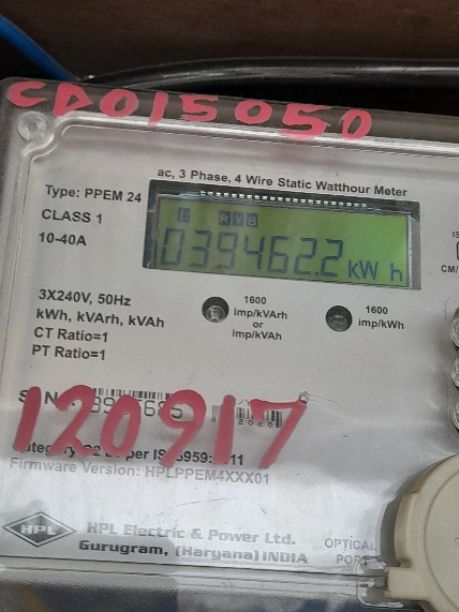 CD015050
ac, 3 Phase, 4 Wire Static Watthour Meter
Type: PPEM 24
CLASS 1
10-40A
R Y B
039462.2 kW h
3X240V, 50Hz
kWh, kVArh, kVAh
CT Ratio=1
PT Ratio=1
1600
imp/kVArh
or
imp/kVAh
1600
imp/kWh
120917
Firmware Version: HPLPPEM4XXX01
HPL
HPL Electric & Power Ltd.
Gurugram, (Haryana) INDIA
OPTICAL
PORT